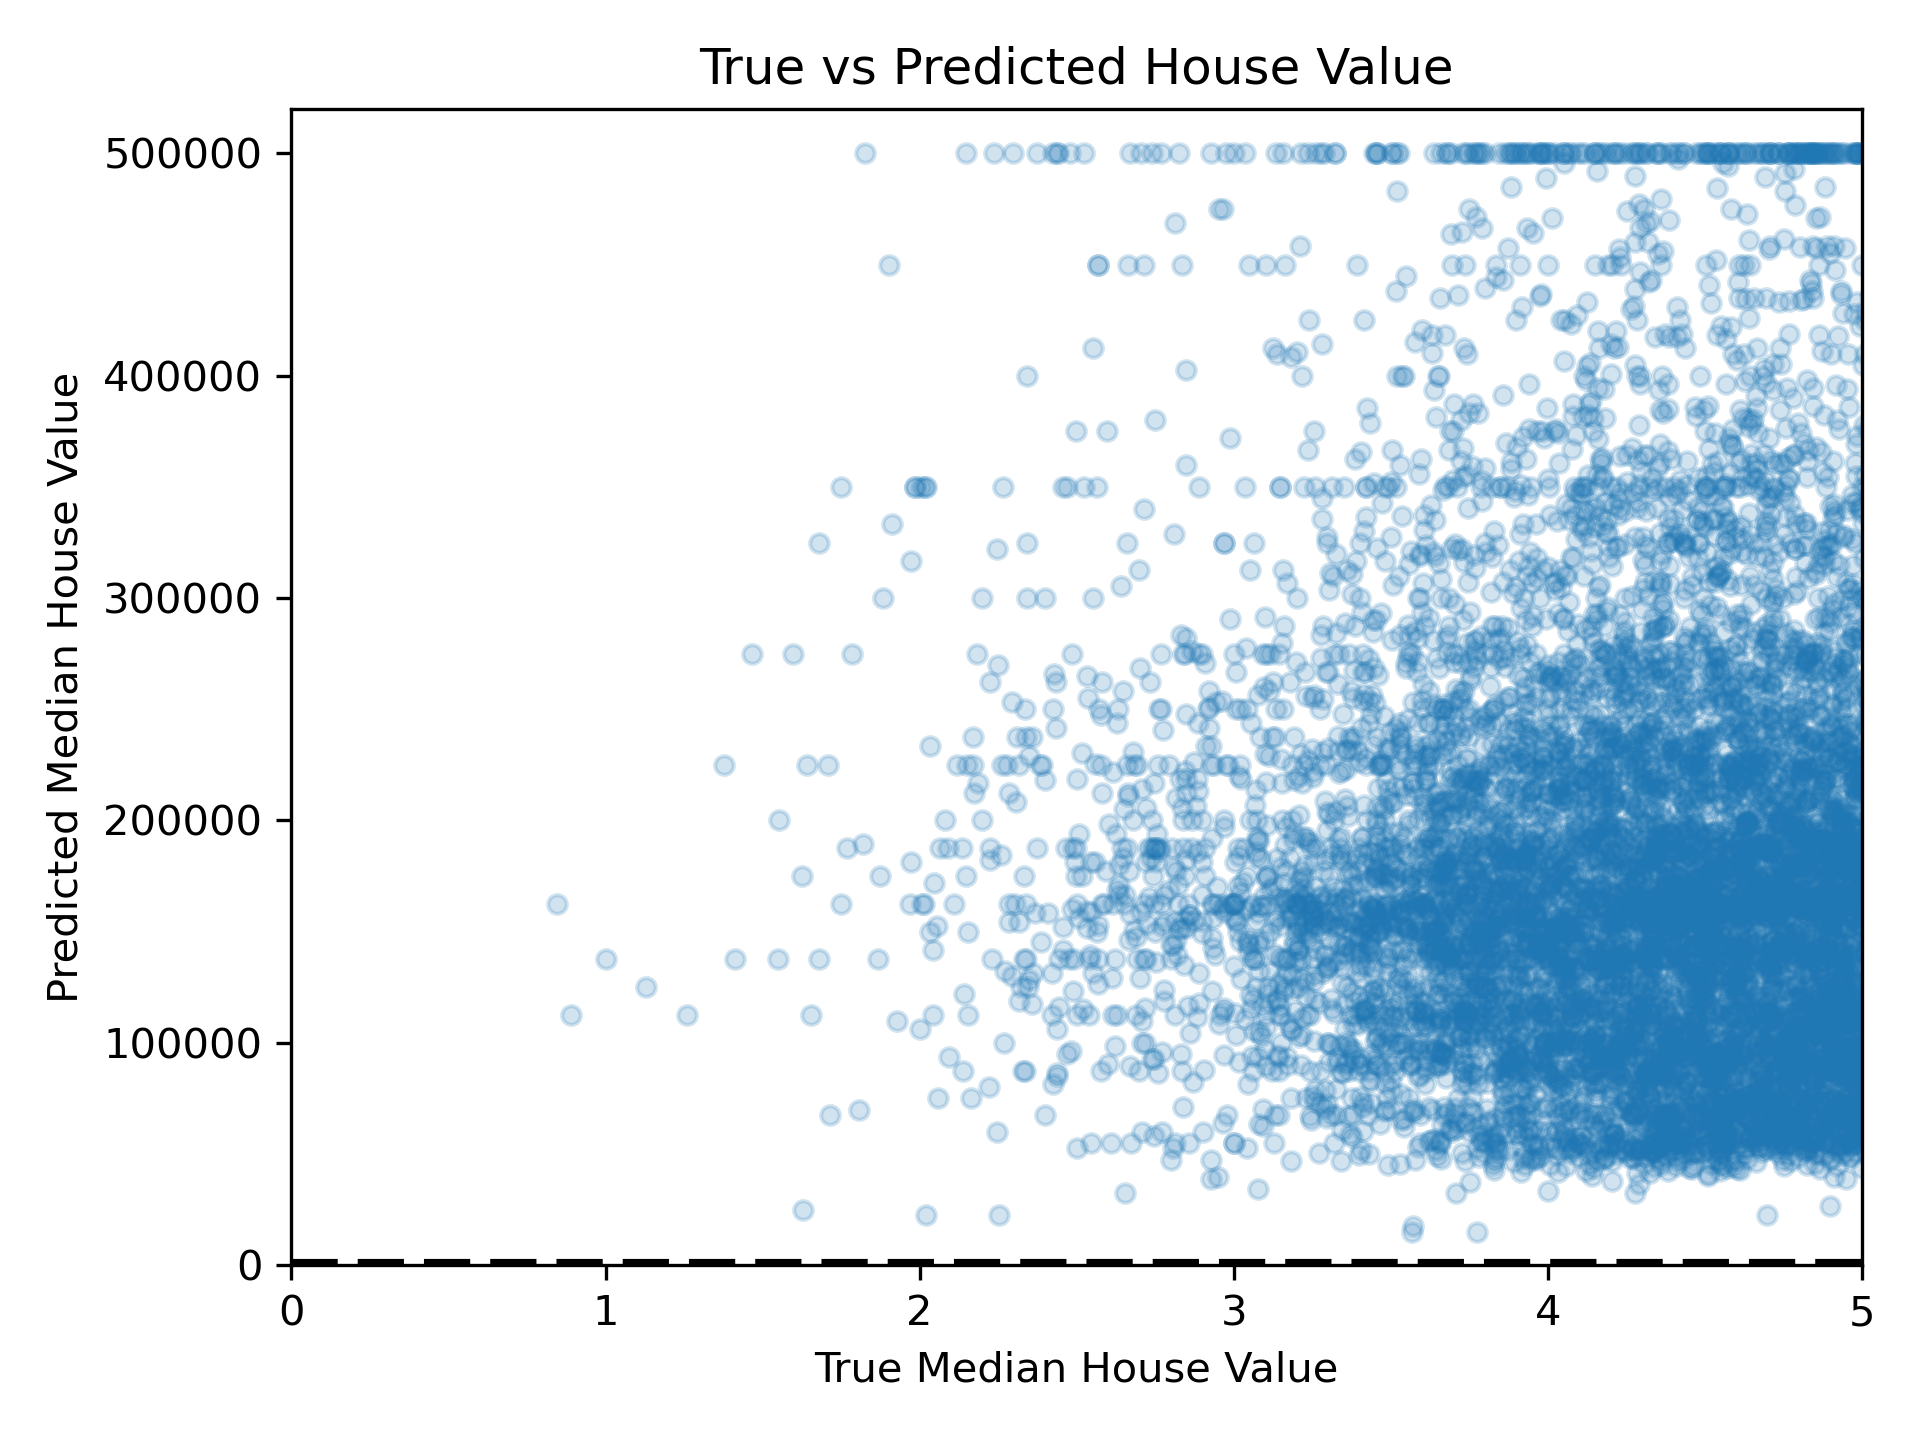 True vs Predicted House Value
Predicted Median House Value
500000
400000
300000
200000
100000
0
0 1 2 3 4 5
True Median House Value